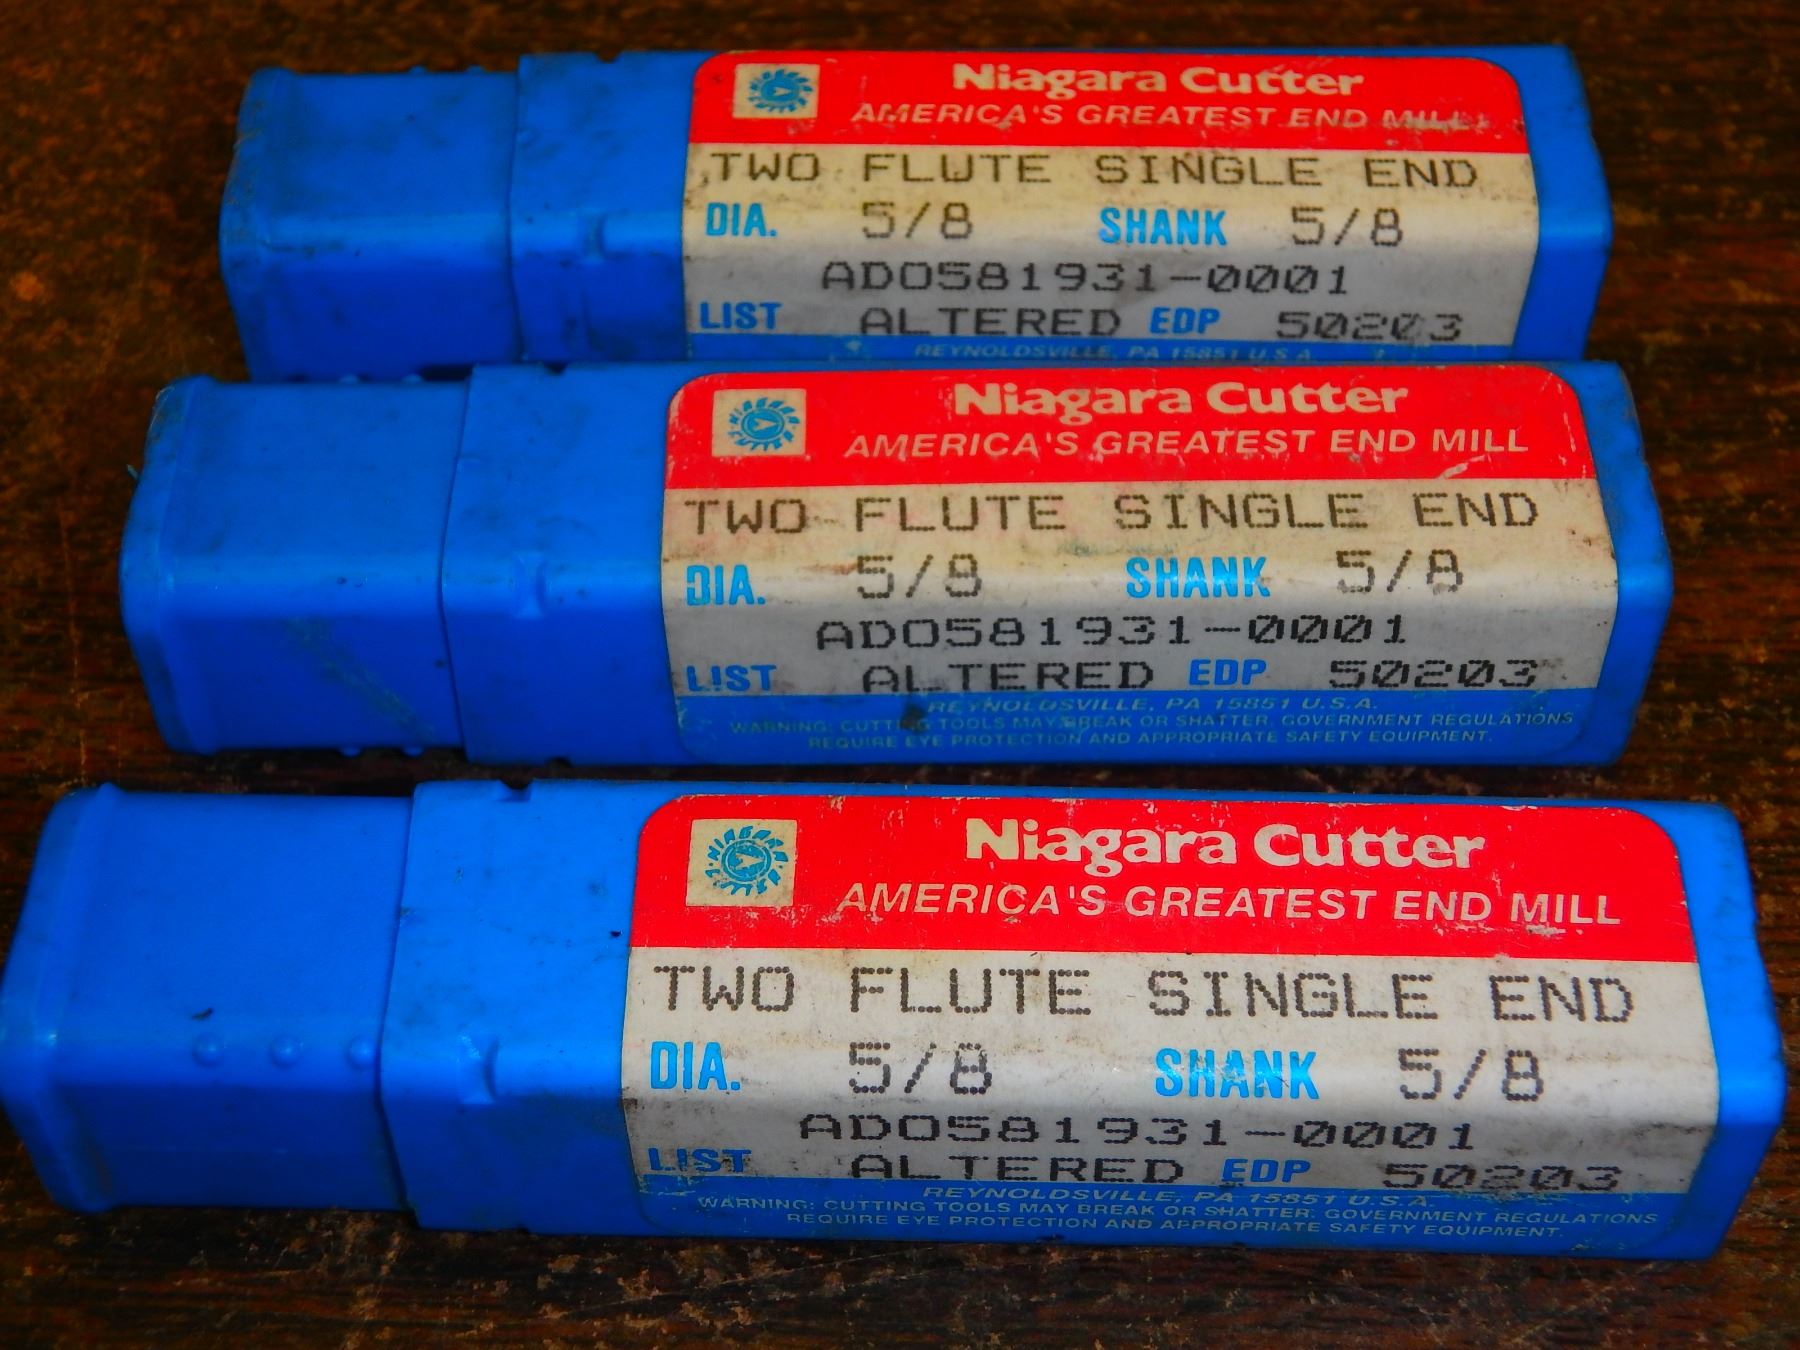 Niagara Cutter
AMERICA'S GREATEST END MILL
TWO FLUTE SINGLE END
DIA. 5/8 SHANK 5/8
ADO581931-0001
LIST ALTERED EDP 50203
REYNOLDSVILLE, PA 15851 U.S.A.
NIAGARA
Niagara Cutter
AMERICA'S GREATEST END MILL
TWO FLUTE SINGLE END
DIA. 5/8 SHANK 5/8
ADO581931-0001
LIST ALTERED EDP 50203
REYNOLDSVILLE, PA 15851 U.S.A.
WARNING: CUTTING TOOLS MAY BREAK OR SHATTER. GOVERNMENT REGULATIONS
REQUIRE EYE PROTECTION AND APPROPRIATE SAFETY EQUIPMENT.
NIAGARA
Niagara Cutter
AMERICA'S GREATEST END MILL
TWO FLUTE SINGLE END
DIA. 5/8 SHANK 5/8
ADO581931-0001
LIST ALTERED EDP 50203
REYNOLDSVILLE, PA 15851 U.S.A.
WARNING: CUTTING TOOLS MAY BREAK OR SHATTER. GOVERNMENT REGULATIONS
REQUIRE EYE PROTECTION AND APPROPRIATE SAFETY EQUIPMENT.